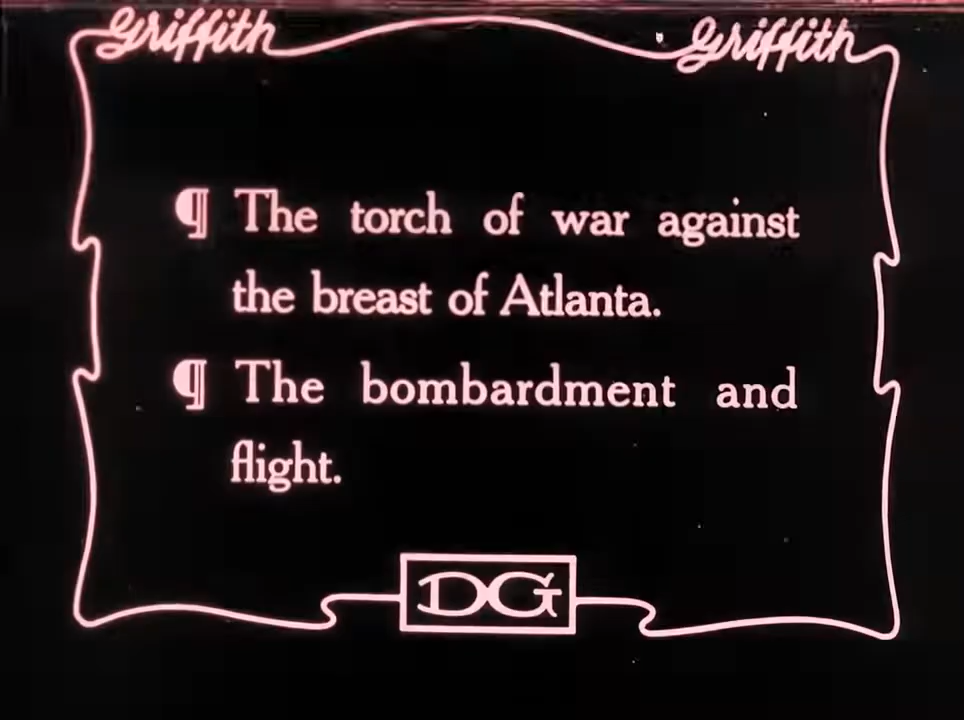 Griffith Griffith
¶ The torch of war against
the breast of Atlanta.
¶ The bombardment and
flight.
DG